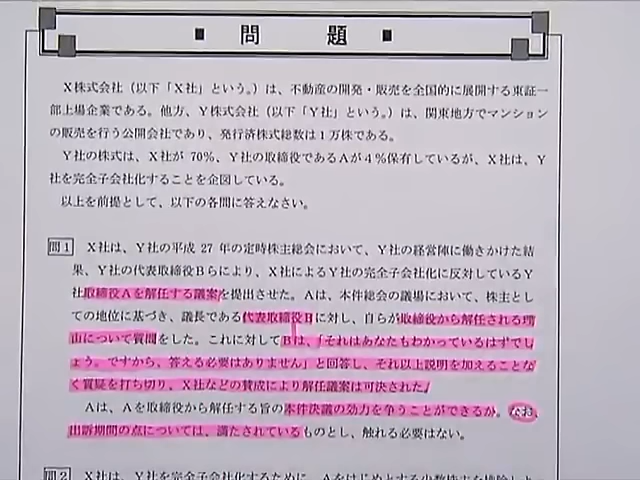 ■ 問 題 ■
X株式会社(以下「X社」という。)は、不動産の開発・販売を全国的に展開する東証一
部上場企業である。他方、Y株式会社(以下「Y社」という。)は、関東地方でマンション
の販売を行う公開会社であり、発行済株式総数は1万株である。
Y社の株式は、X社が70%、Y社の取締役であるAが4%保有しているが、X社は、Y
社を完全子会社化することを企図している。
以上を前提として、以下の各問に答えなさい。
問1 X社は、Y社の平成27年の定時株主総会において、Y社の経営陣に働きかけた結
果、Y社の代表取締役Bらにより、X社によるY社の完全子会社化に反対しているY
社取締役Aを解任する議案を提出させた。Aは、本件総会の議場において、株主とし
ての地位に基づき、議長である代表取締役Bに対し、自らが取締役から解任される理
由について質問をした。これに対してBは、「それはあなたもわかっているはずでし
ょう。ですから、答える必要はありません」と回答し、それ以上説明を加えることな
く質疑を打ち切り、X社などの賛成により解任議案は可決された。
Aは、Aを取締役から解任する旨の本件決議の効力を争うことができるか。なお、
出訴期間の点については、満たされているものとし、触れる必要はない。
問2 X社は、Y社を完全子会社化するために、Aをはじめとする少数株主を排除しよ